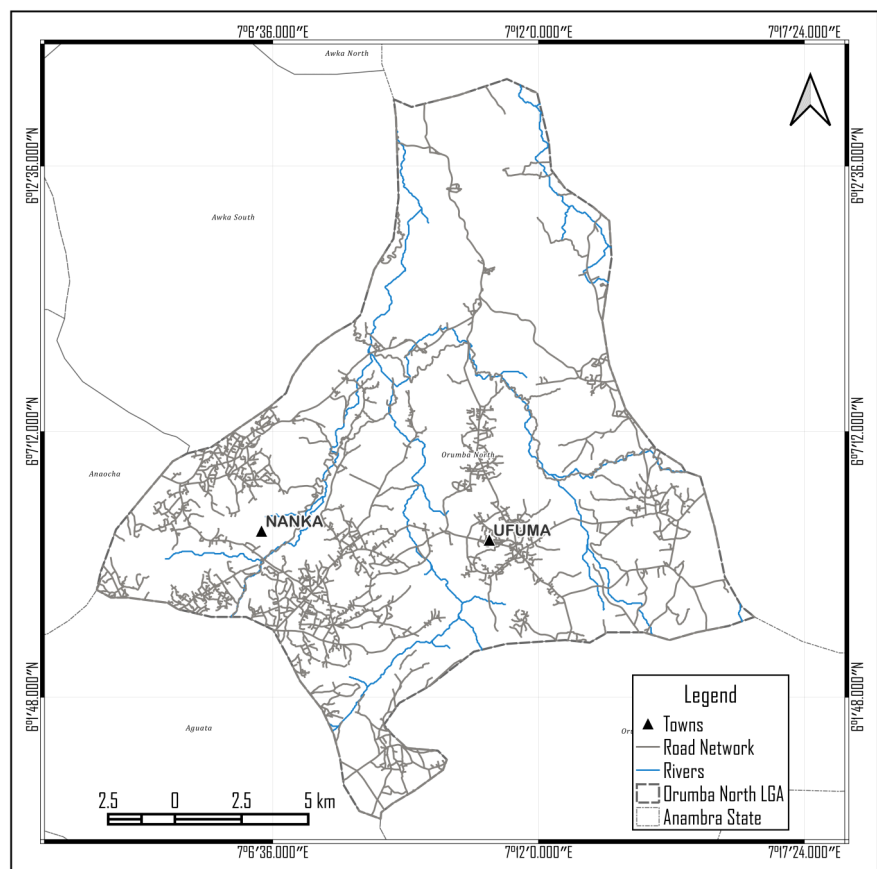 7°6′36.000″E 7°12′0.000″E 7°17′24.000″E
Awka North
6°12′36.000″N 6°12′36.000″N
Awka South
6°7′12.000″N 6°7′12.000″N
Orumba North
Anaocha
NANKA
UFUMA
6°1′48.000″N 6°1′48.000″N
Aguata
Legend
Towns
Road Network
Rivers
Orumba North LGA
Anambra State
2.5 0 2.5 5 km
7°6′36.000″E 7°12′0.000″E 7°17′24.000″E